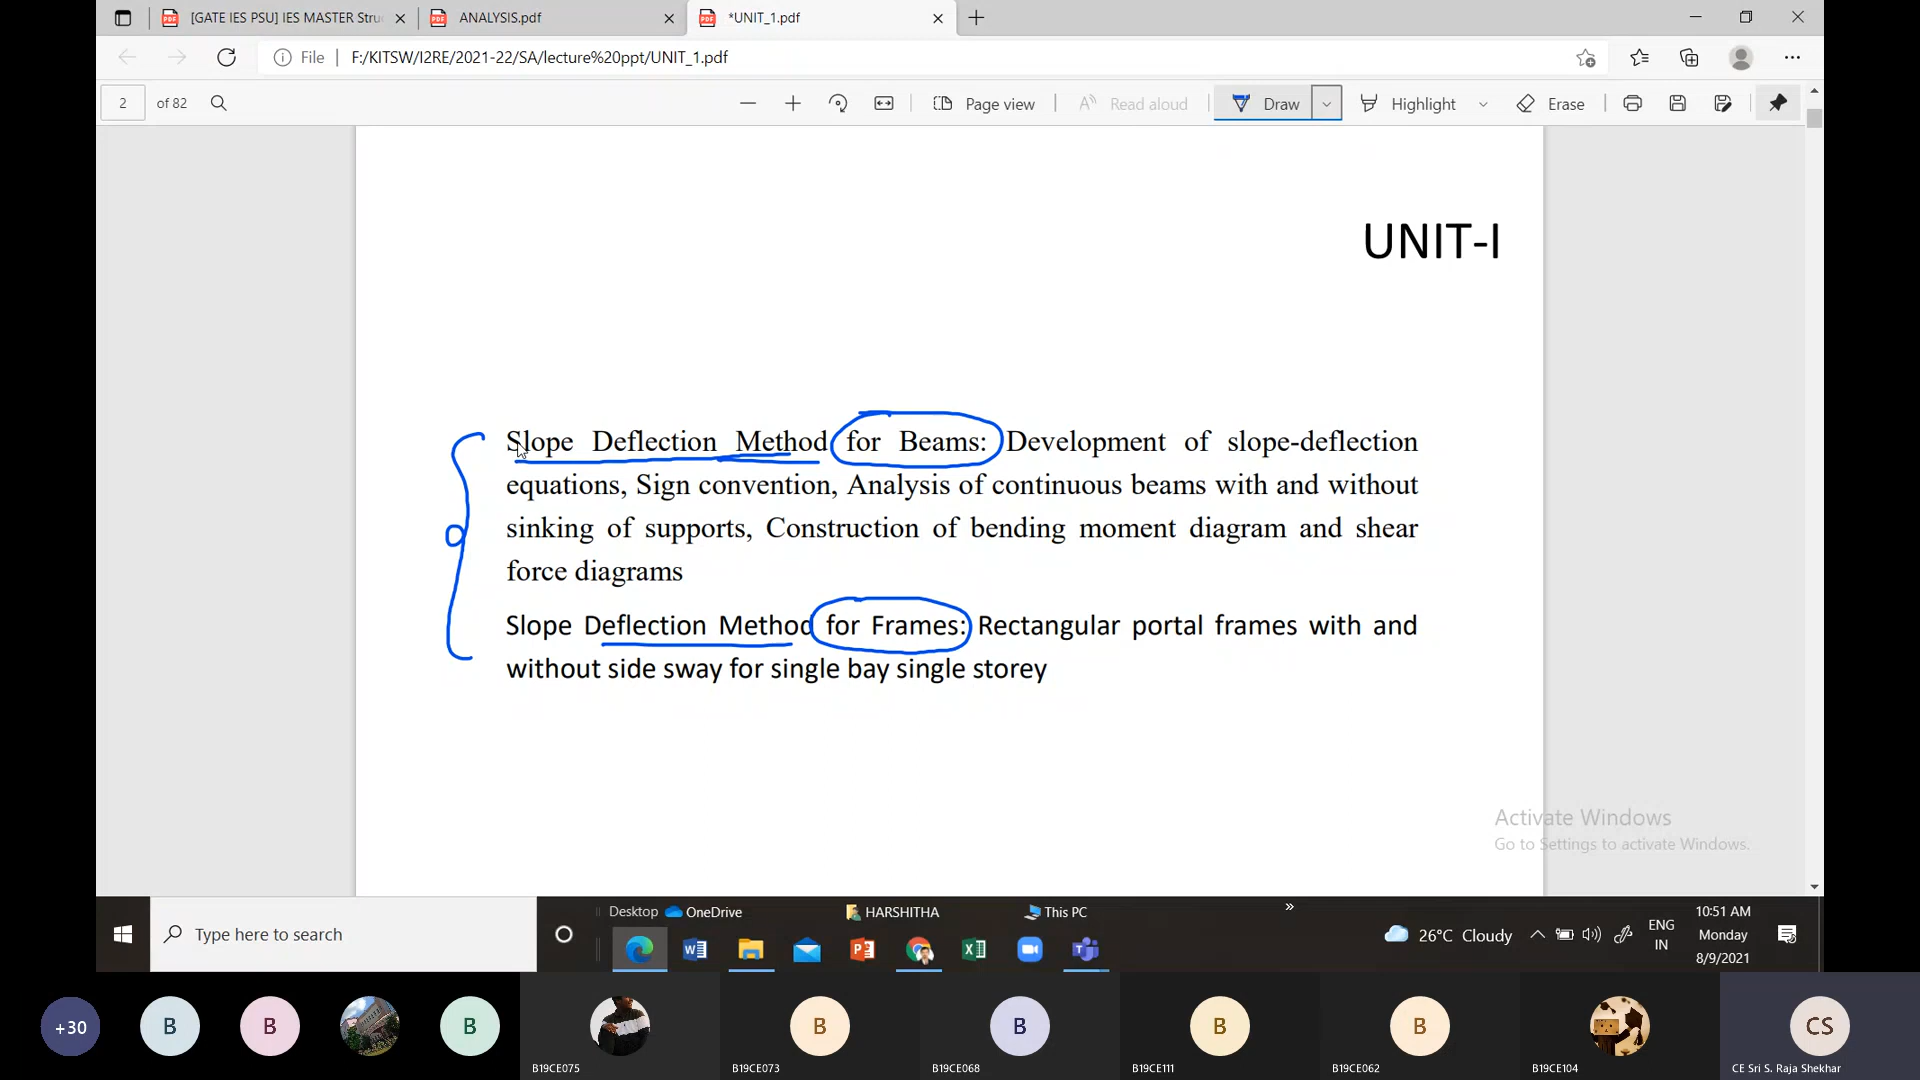 [GATE IES PSU] IES MASTER Stru
ANALYSIS.pdf
*UNIT_1.pdf
File
F:/KITSW/I2RE/2021-22/SA/lecture%20ppt/UNIT_1.pdf
2 of 82
Page view
Read aloud
Draw
Highlight
Erase
UNIT-I
Slope Deflection Method for Beams: Development of slope-deflection
equations, Sign convention, Analysis of continuous beams with and without
sinking of supports, Construction of bending moment diagram and shear
force diagrams
Slope Deflection Method for Frames: Rectangular portal frames with and
without side sway for single bay single storey
Activate Windows
Go to Settings to activate Windows.
Type here to search
Desktop
OneDrive
HARSHITHA
This PC
»
26°C Cloudy
ENG
IN
10:51 AM
Monday
8/9/2021
+30
B
B
B
B19CE075
B
B19CE073
B
B19CE068
B
B19CE111
B
B19CE062
B19CE104
CS
CE Sri S. Raja Shekhar